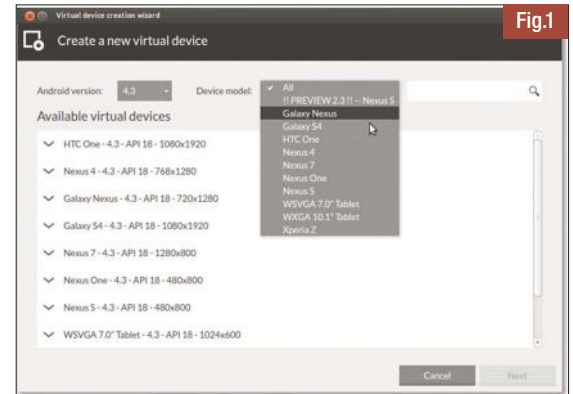 Fig.1
Virtual device creation wizard
Create a new virtual device
Android version: 4.3 Device model:
✓ All
!! PREVIEW 2.3 !! -- Nexus S
Galaxy Nexus
Galaxy S4
HTC One
Nexus 4
Nexus 7
Nexus One
Nexus S
WSVGA 7.0" Tablet
WXGA 10.1" Tablet
Xperia Z
Available virtual devices
HTC One - 4.3 - API 18 - 1080x1920
Nexus 4 - 4.3 - API 18 - 768x1280
Galaxy Nexus - 4.3 - API 18 - 720x1280
Galaxy S4 - 4.3 - API 18 - 1080x1920
Nexus 7 - 4.3 - API 18 - 1280x800
Nexus One - 4.3 - API 18 - 480x800
Nexus S - 4.3 - API 18 - 480x800
WSVGA 7.0" Tablet - 4.3 - API 18 - 1024x600
Cancel Next